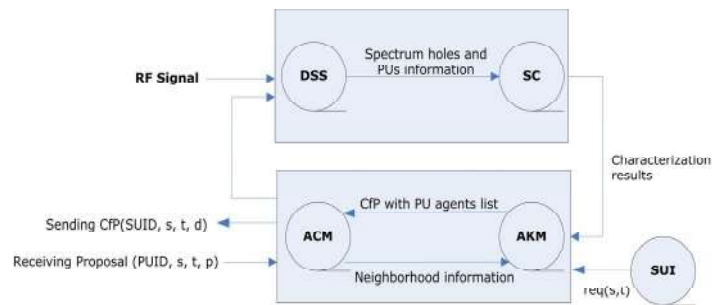 Spectrum holes and
PUs information
RF Signal
DSS
SC
Characterization
results
CfP with PU agents list
Sending CfP(SUID, s, t, d)
ACM
AKM
Receiving Proposal (PUID, s, t, p)
Neighborhood information
SUI
req(s,t)